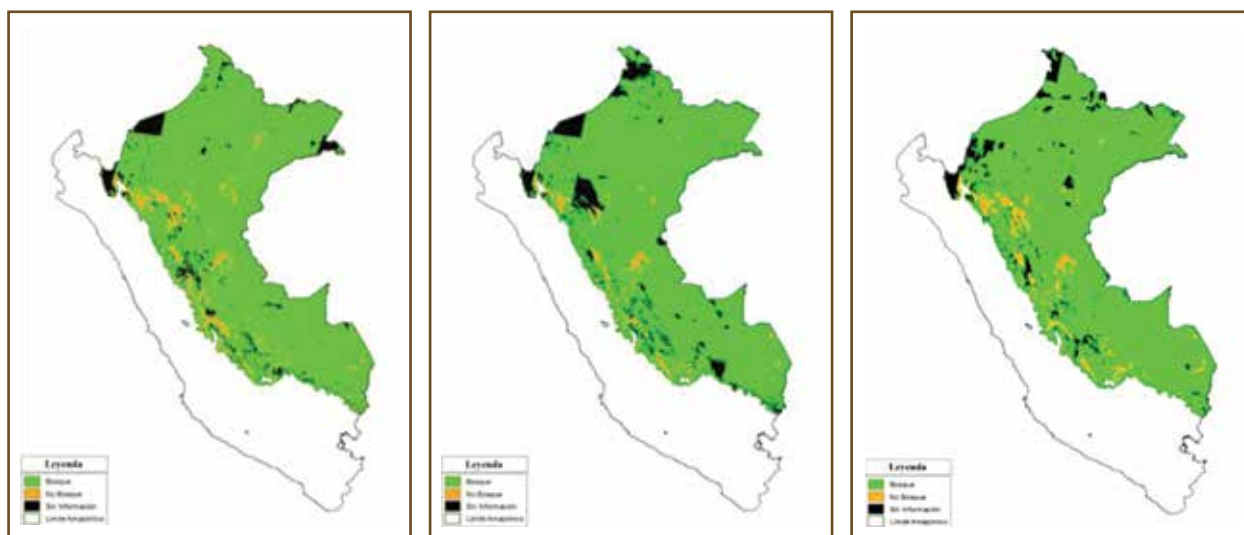 Leyenda
Bosque
No Bosque
Sin Información
Límite Amazónico
Leyenda
Bosque
No Bosque
Sin Información
Límite Amazónico
Leyenda
Bosque
No Bosque
Sin Información
Límite Amazónico